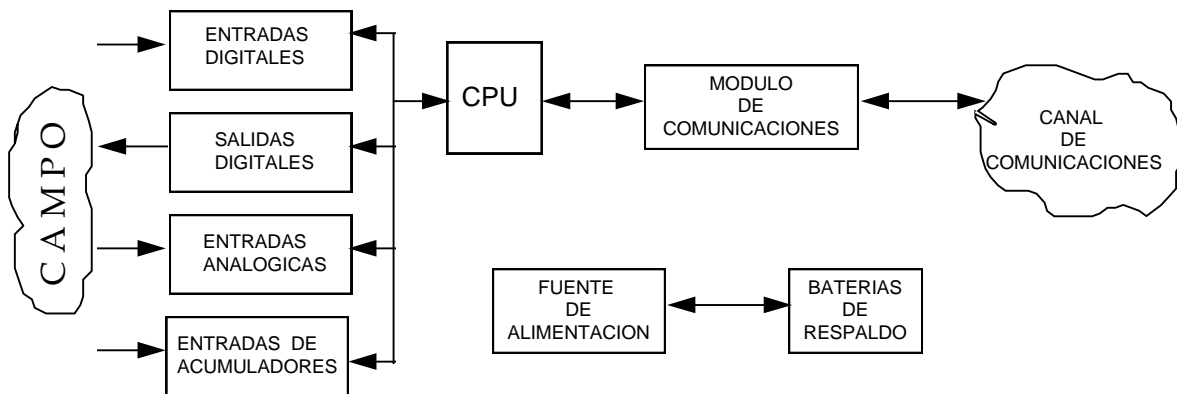 ENTRADAS
DIGITALES
SALIDAS
DIGITALES
ENTRADAS
ANALOGICAS
ENTRADAS DE
ACUMULADORES
CAMPO
CPU
MODULO
DE
COMUNICACIONES
CANAL
DE
COMUNICACIONES
FUENTE
DE
ALIMENTACION
BATERIAS
DE
RESPALDO